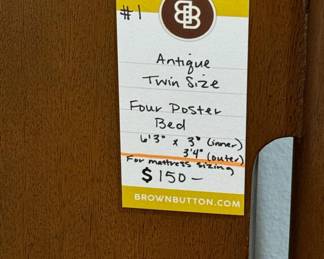 #1
BB
Antique
Twin Size
Four Poster
Bed
6'3" x 3" (inner)
3'4" (outer)
For mattress sizing
$150-
BROWNBUTTON.COM